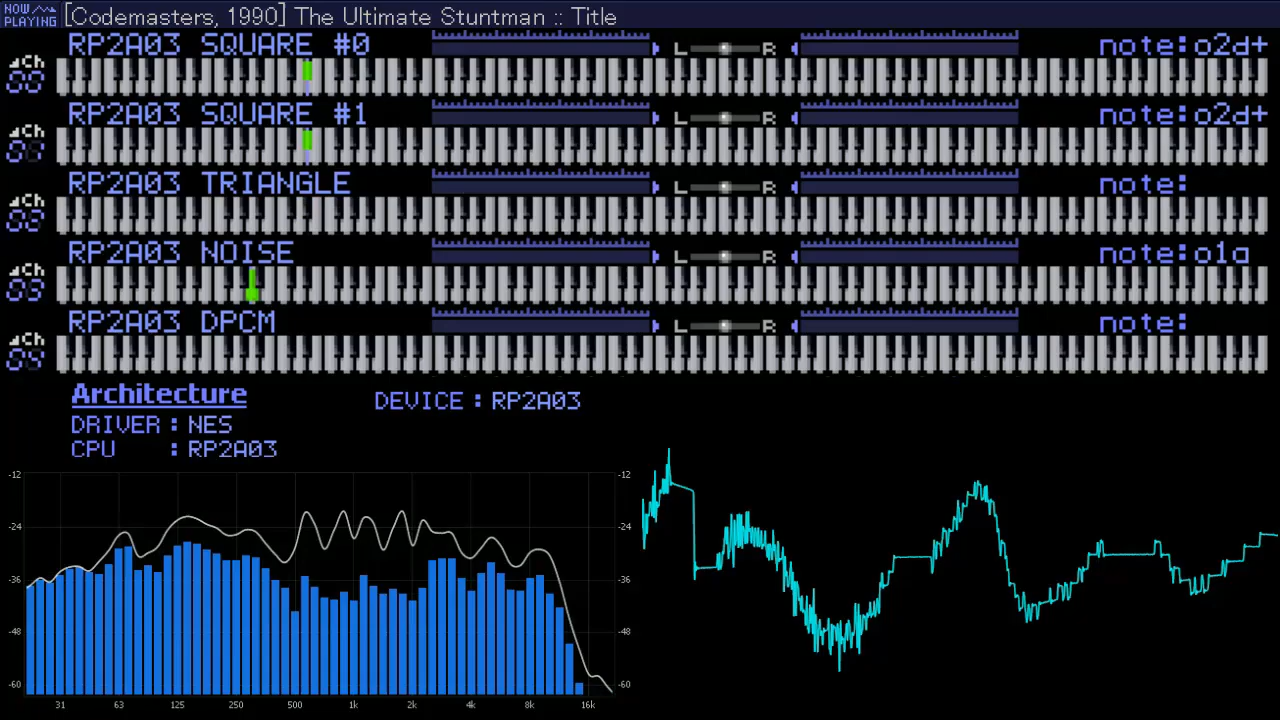 NOW PLAYING [Codemasters, 1990] The Ultimate Stuntman :: Title
RP2A03 SQUARE #0 L R note:o2d+
Ch 00
RP2A03 SQUARE #1 L R note:o2d+
Ch 01
RP2A03 TRIANGLE L R note:
Ch 02
RP2A03 NOISE L R note:o1a
Ch 03
RP2A03 DPCM L R note:
Ch 04
Architecture
DEVICE : RP2A03
DRIVER : NES
CPU : RP2A03
-12 -12
-24 -24
-36 -36
-48 -48
-60 -60
31 63 125 250 500 1k 2k 4k 8k 16k